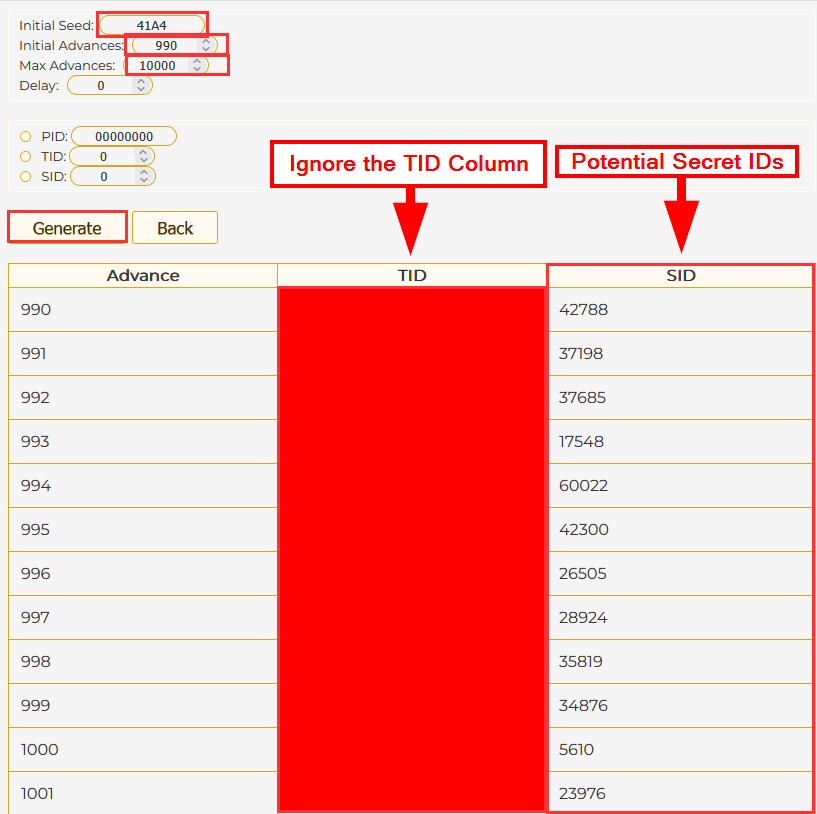 Initial Seed: 41A4
Initial Advances: 990
Max Advances: 10000
Delay: 0
PID: 00000000
TID: 0
SID: 0
Ignore the TID Column
Potential Secret IDs
Generate Back
Advance TID SID
990 42788
991 37198
992 37685
993 17548
994 60022
995 42300
996 26505
997 28924
998 35819
999 34876
1000 5610
1001 23976